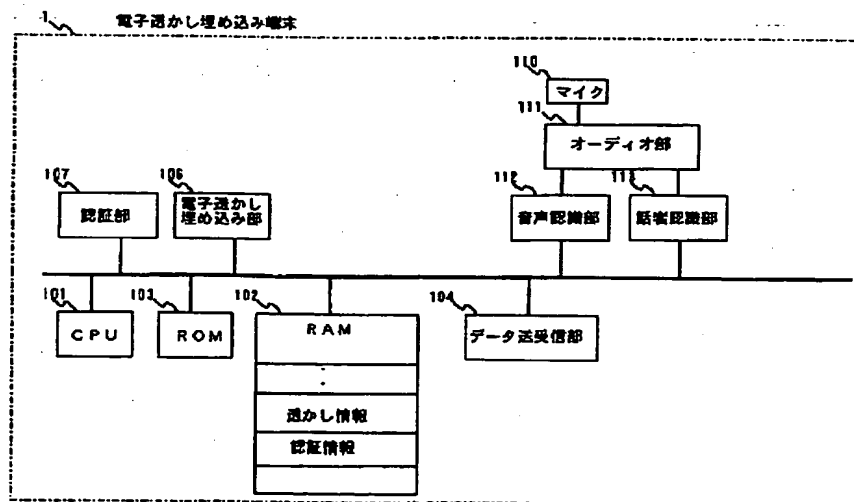 1
電子透かし埋め込み端末
110
マイク
111
オーディオ部
107
認証部
106
電子透かし
埋め込み部
112
音声認識部
113
話者認識部
101
CPU
103
ROM
102
RAM
:
透かし情報
認証情報
104
データ送受信部